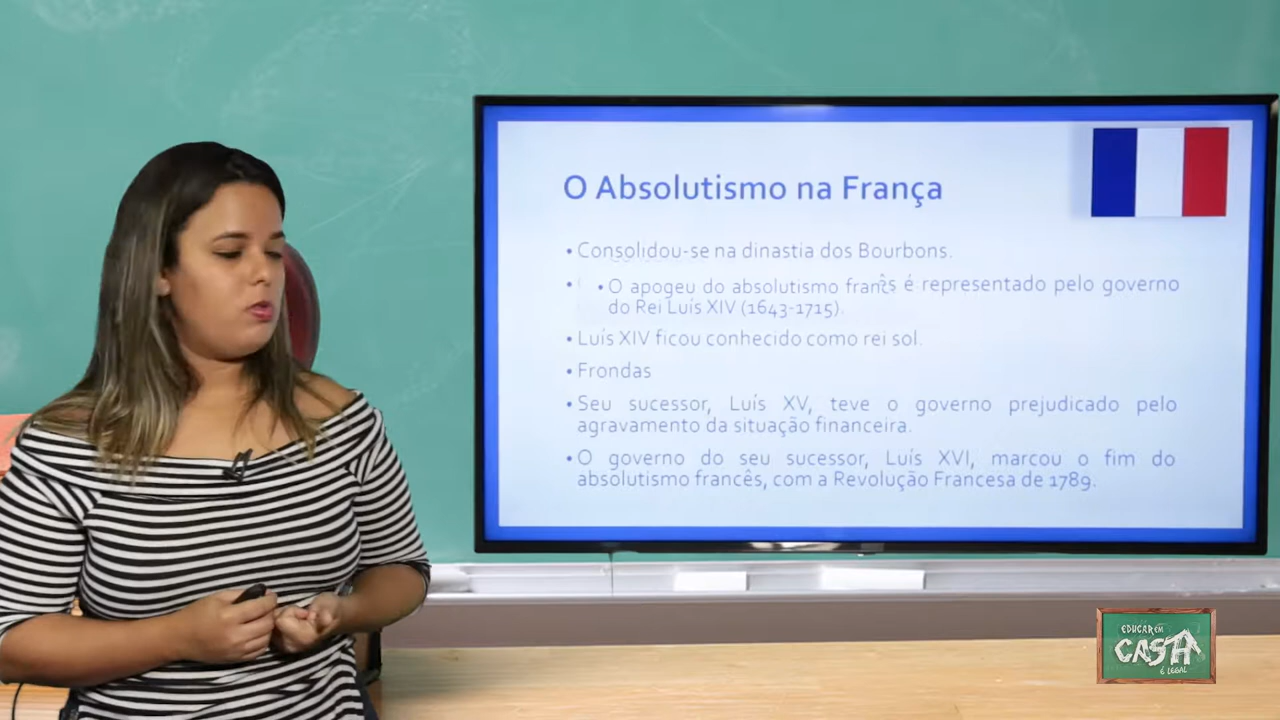 O Absolutismo na França
• Consolidou-se na dinastia dos Bourbons.
• O apogeu do absolutismo francês é representado pelo governo
do Rei Luís XIV (1643-1715).
• Luís XIV ficou conhecido como rei sol.
• Frondas
• Seu sucessor, Luís XV, teve o governo prejudicado pelo
agravamento da situação financeira.
• O governo do seu sucessor, Luís XVI, marcou o fim do
absolutismo francês, com a Revolução Francesa de 1789.
EDUCAR EM
CASA
É LEGAL